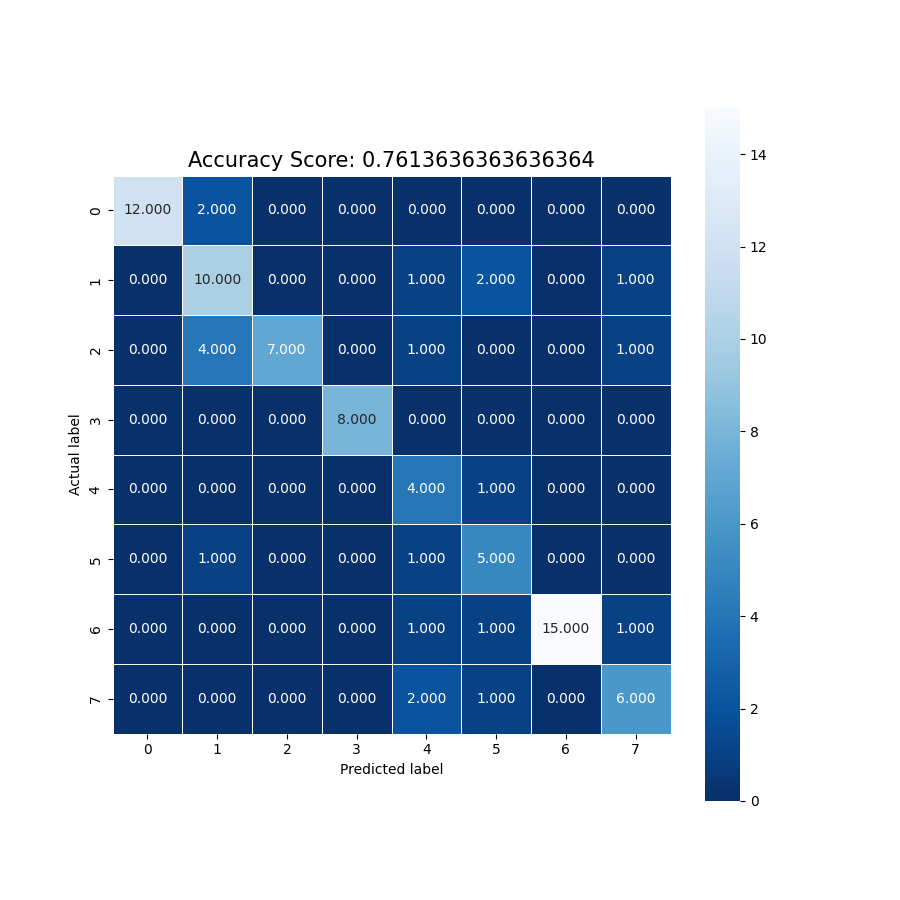 Accuracy Score: 0.7613636363636364
0 12.000 2.000 0.000 0.000 0.000 0.000 0.000 0.000
1 0.000 10.000 0.000 0.000 1.000 2.000 0.000 1.000
2 0.000 4.000 7.000 0.000 1.000 0.000 0.000 1.000
3 0.000 0.000 0.000 8.000 0.000 0.000 0.000 0.000
4 0.000 0.000 0.000 0.000 4.000 1.000 0.000 0.000
5 0.000 1.000 0.000 0.000 1.000 5.000 0.000 0.000
6 0.000 0.000 0.000 0.000 1.000 1.000 15.000 1.000
7 0.000 0.000 0.000 0.000 2.000 1.000 0.000 6.000
0 1 2 3 4 5 6 7
Predicted label
Actual label
14
12
10
8
6
4
2
0